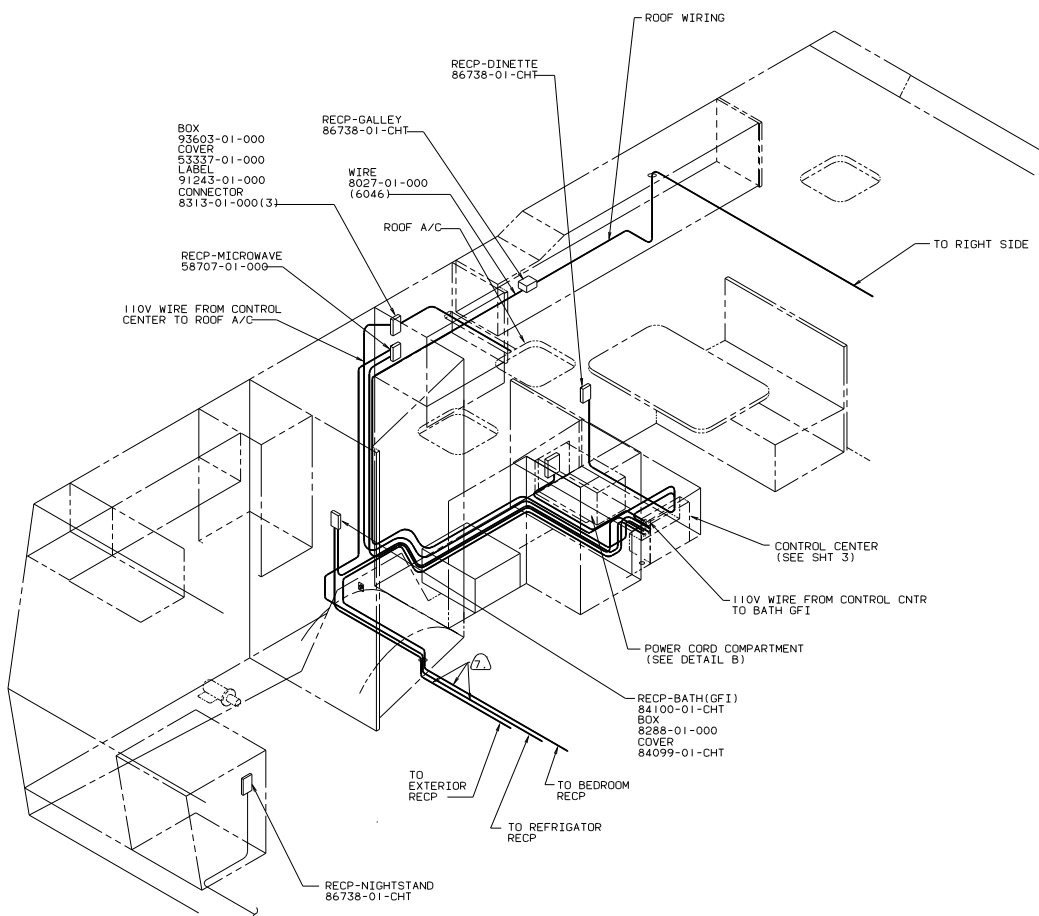 ROOF WIRING
RECP-DINETTE
86738-01-CHT
RECP-GALLEY
86738-01-CHT
BOX
93603-01-000
COVER
53337-01-000
LABEL
91243-01-000
CONNECTOR
8313-01-000(3)
WIRE
8027-01-000
(6046)
ROOF A/C
TO RIGHT SIDE
RECP-MICROWAVE
58707-01-000
110V WIRE FROM CONTROL
CENTER TO ROOF A/C
CONTROL CENTER
(SEE SHT 3)
110V WIRE FROM CONTROL CNTR
TO BATH GFI
POWER CORD COMPARTMENT
(SEE DETAIL B)
7.
RECP-BATH(GFI)
84100-01-CHT
BOX
8288-01-000
COVER
84099-01-CHT
TO
EXTERIOR
RECP
TO BEDROOM
RECP
TO REFRIGATOR
RECP
RECP-NIGHTSTAND
86738-01-CHT